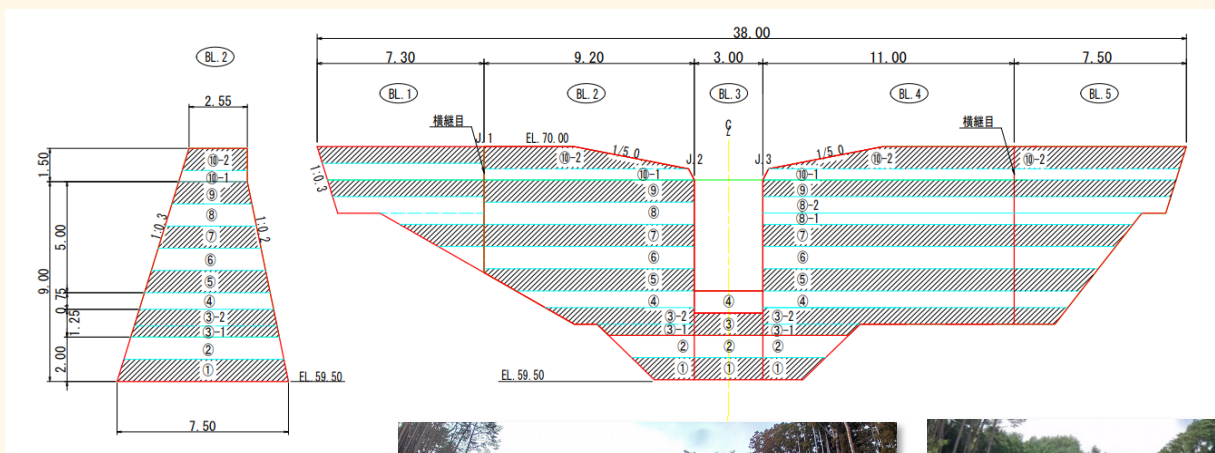 38.00
7.30 9.20 3.00 11.00 7.50
BL.2
BL.1 BL.2 BL.3 BL.4 BL.5
2.55
横継目 横継目
J.1 EL.70.00 1/5.0 J.2 J.3 1/5.0
1.50
⑩-2 ⑩-2 ⑩-2 ⑩-2
⑩-1 ⑩-1 ⑩-1
1:0.3
⑨ ⑨ ⑨
1:0.3 1:0.2
⑧ ⑧ ⑧-2
⑧-1
5.00
⑦ ⑦ ⑦
9.00
⑥ ⑥ ⑥
⑤ ⑤ ⑤
0.75
④ ④ ④ ④
1.25
③-2 ③-2 ③ ③-2
③-1 ③-1 ③-1
2.00
② ② ② ②
① ① ① ①
EL.59.50 EL.59.50
7.50